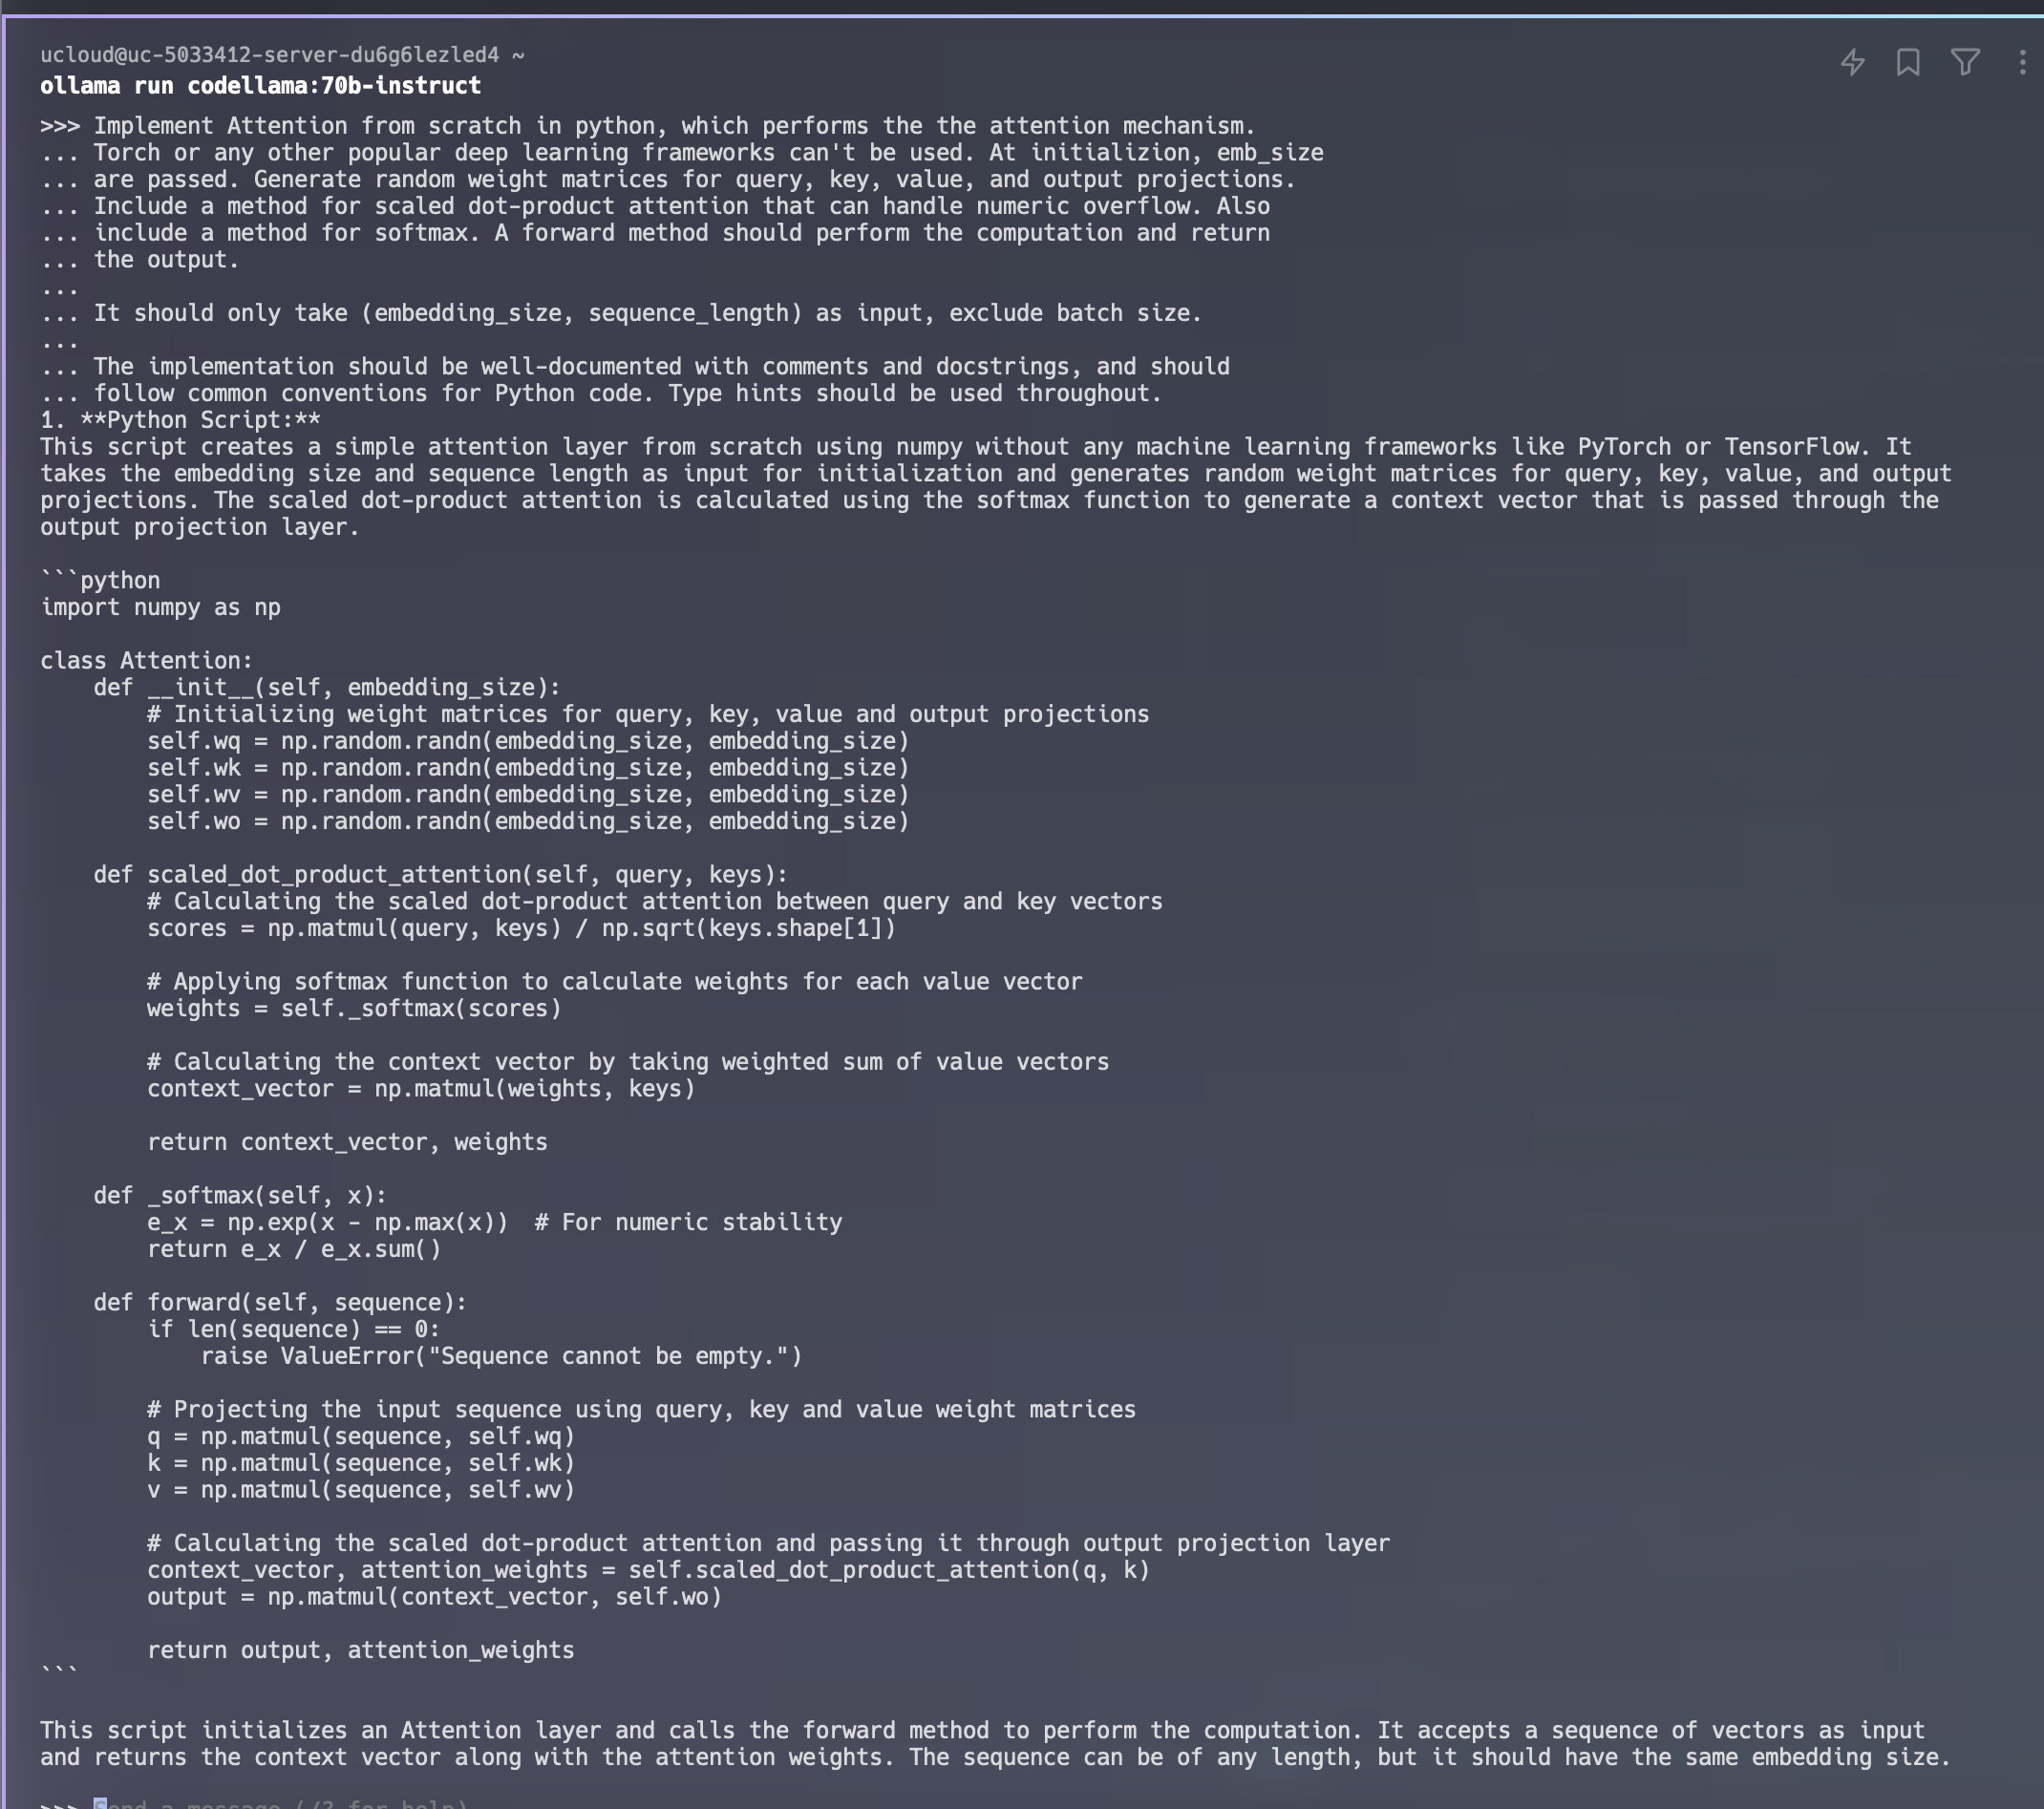 ucloud@uc-5033412-server-du6g6lezled4 ~
ollama run codellama:70b-instruct
>>> Implement Attention from scratch in python, which performs the the attention mechanism.
... Torch or any other popular deep learning frameworks can't be used. At initializion, emb_size
... are passed. Generate random weight matrices for query, key, value, and output projections.
... Include a method for scaled dot-product attention that can handle numeric overflow. Also
... include a method for softmax. A forward method should perform the computation and return
... the output.
...
... It should only take (embedding_size, sequence_length) as input, exclude batch size.
...
... The implementation should be well-documented with comments and docstrings, and should
... follow common conventions for Python code. Type hints should be used throughout.
1. **Python Script:**
This script creates a simple attention layer from scratch using numpy without any machine learning frameworks like PyTorch or TensorFlow. It
takes the embedding size and sequence length as input for initialization and generates random weight matrices for query, key, value, and output
projections. The scaled dot-product attention is calculated using the softmax function to generate a context vector that is passed through the
output projection layer.

```python
import numpy as np

class Attention:
    def __init__(self, embedding_size):
        # Initializing weight matrices for query, key, value and output projections
        self.wq = np.random.randn(embedding_size, embedding_size)
        self.wk = np.random.randn(embedding_size, embedding_size)
        self.wv = np.random.randn(embedding_size, embedding_size)
        self.wo = np.random.randn(embedding_size, embedding_size)

    def scaled_dot_product_attention(self, query, keys):
        # Calculating the scaled dot-product attention between query and key vectors
        scores = np.matmul(query, keys) / np.sqrt(keys.shape[1])

        # Applying softmax function to calculate weights for each value vector
        weights = self._softmax(scores)

        # Calculating the context vector by taking weighted sum of value vectors
        context_vector = np.matmul(weights, keys)

        return context_vector, weights

    def _softmax(self, x):
        e_x = np.exp(x - np.max(x))  # For numeric stability
        return e_x / e_x.sum()

    def forward(self, sequence):
        if len(sequence) == 0:
            raise ValueError("Sequence cannot be empty.")

        # Projecting the input sequence using query, key and value weight matrices
        q = np.matmul(sequence, self.wq)
        k = np.matmul(sequence, self.wk)
        v = np.matmul(sequence, self.wv)

        # Calculating the scaled dot-product attention and passing it through output projection layer
        context_vector, attention_weights = self.scaled_dot_product_attention(q, k)
        output = np.matmul(context_vector, self.wo)

        return output, attention_weights
```

This script initializes an Attention layer and calls the forward method to perform the computation. It accepts a sequence of vectors as input
and returns the context vector along with the attention weights. The sequence can be of any length, but it should have the same embedding size.

>>> Send a message (/? for help)